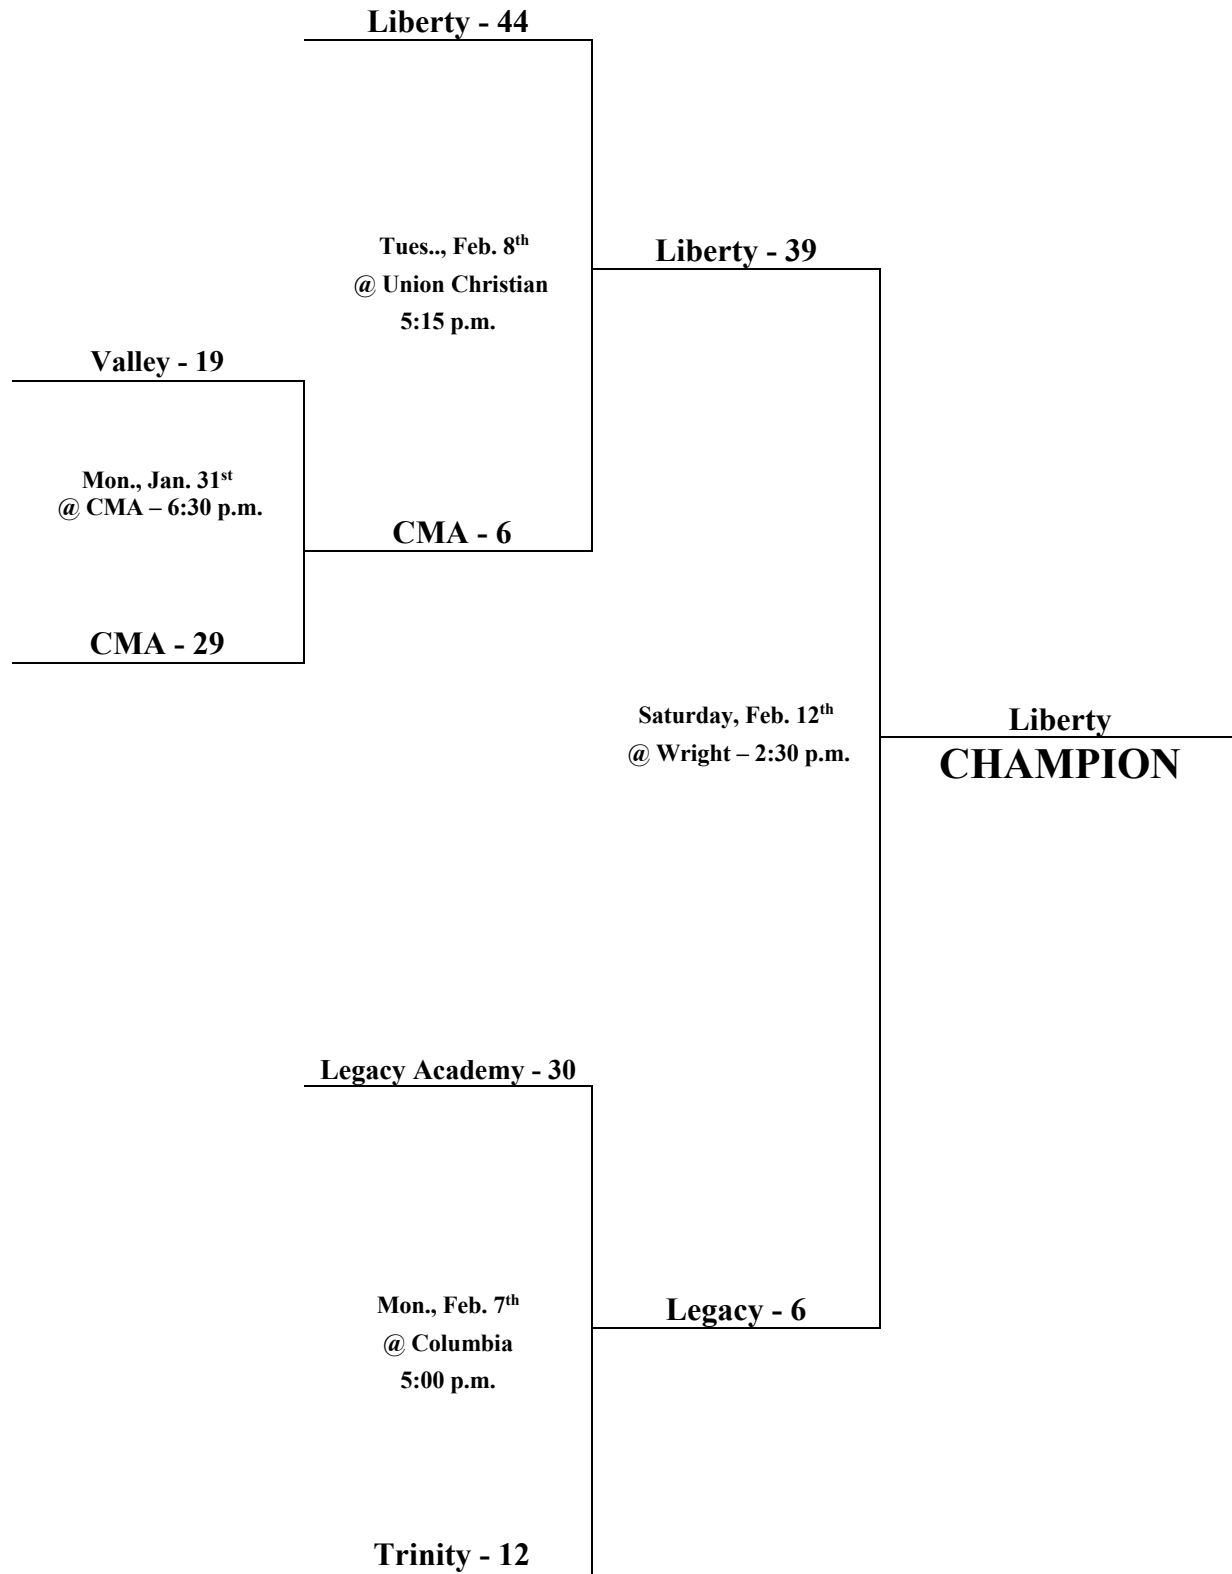 Liberty - 44
Tues.., Feb. 8th
@ Union Christian
5:15 p.m.
Liberty - 39
Valley - 19
Mon., Jan. 31st
@ CMA – 6:30 p.m.
CMA - 6
CMA - 29
Saturday, Feb. 12th
@ Wright – 2:30 p.m.
Liberty
CHAMPION
Legacy Academy - 30
Mon., Feb. 7th
@ Columbia
5:00 p.m.
Legacy - 6
Trinity - 12